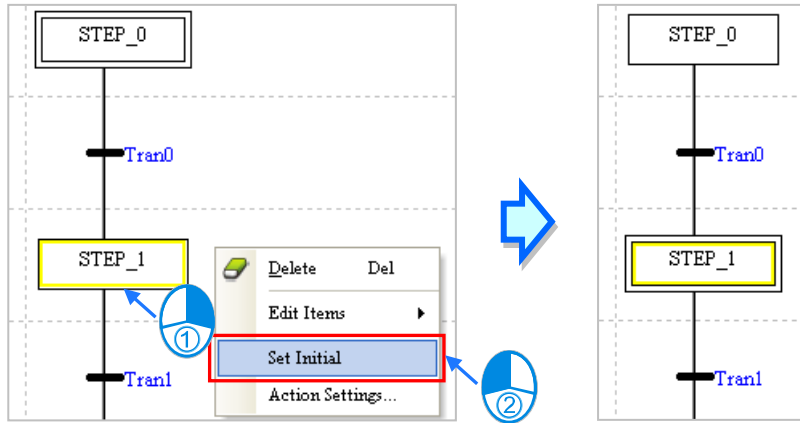 STEP_0
Tran0
STEP_1
Delete Del
Edit Items
Set Initial
Action Settings...
Tran1
1
2
STEP_0
Tran0
STEP_1
Tran1